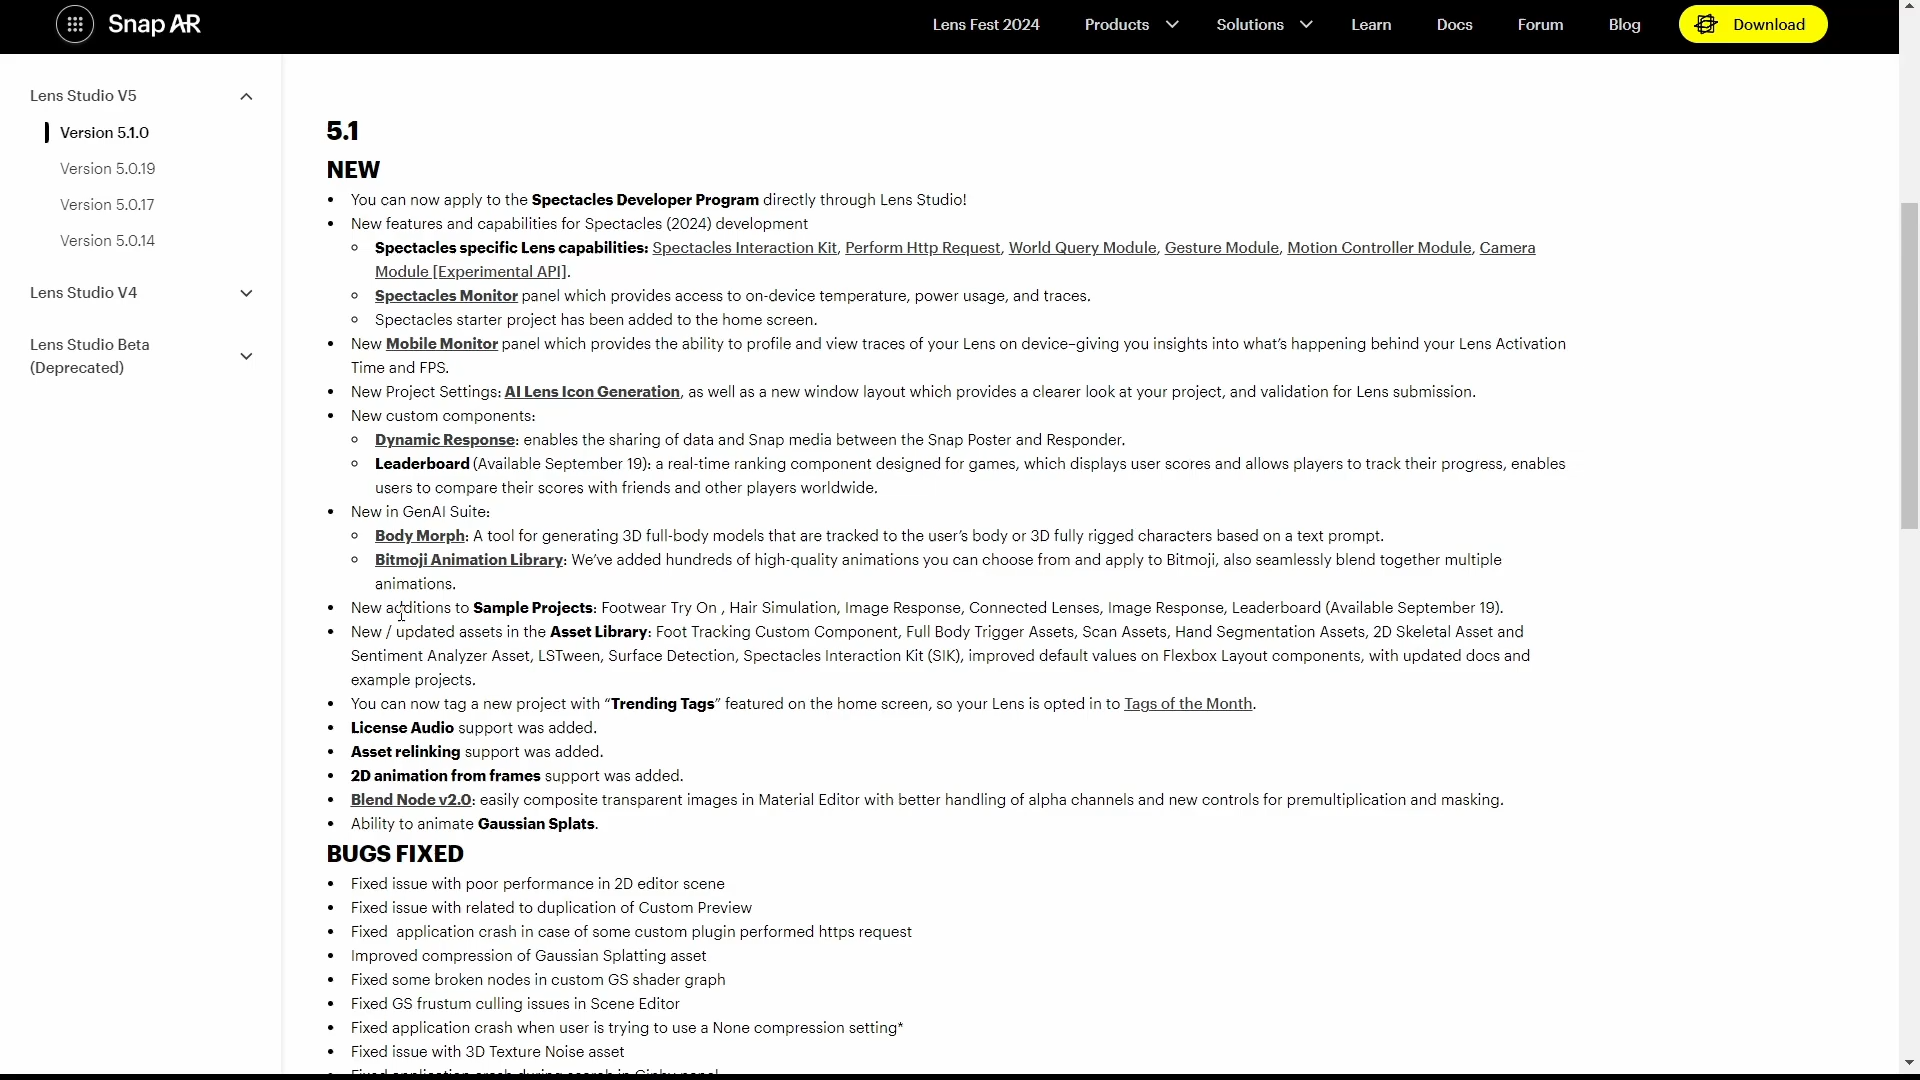 Snap AR
Lens Fest 2024
Products
Solutions
Learn
Docs
Forum
Blog
Download
Lens Studio V5
Version 5.1.0
Version 5.0.19
Version 5.0.17
Version 5.0.14
Lens Studio V4
Lens Studio Beta
(Deprecated)
5.1
NEW
• You can now apply to the Spectacles Developer Program directly through Lens Studio!
• New features and capabilities for Spectacles (2024) development
Spectacles specific Lens capabilities: Spectacles Interaction Kit, Perform Http Request, World Query Module, Gesture Module, Motion Controller Module, Camera
Module [Experimental API].
Spectacles Monitor panel which provides access to on-device temperature, power usage, and traces.
Spectacles starter project has been added to the home screen.
• New Mobile Monitor panel which provides the ability to profile and view traces of your Lens on device–giving you insights into what's happening behind your Lens Activation
Time and FPS.
• New Project Settings: AI Lens Icon Generation, as well as a new window layout which provides a clearer look at your project, and validation for Lens submission.
• New custom components:
Dynamic Response: enables the sharing of data and Snap media between the Snap Poster and Responder.
Leaderboard (Available September 19): a real-time ranking component designed for games, which displays user scores and allows players to track their progress, enables
users to compare their scores with friends and other players worldwide.
• New in GenAI Suite:
Body Morph: A tool for generating 3D full-body models that are tracked to the user's body or 3D fully rigged characters based on a text prompt.
Bitmoji Animation Library: We've added hundreds of high-quality animations you can choose from and apply to Bitmoji, also seamlessly blend together multiple
animations.
• New additions to Sample Projects: Footwear Try On , Hair Simulation, Image Response, Connected Lenses, Image Response, Leaderboard (Available September 19).
• New / updated assets in the Asset Library: Foot Tracking Custom Component, Full Body Trigger Assets, Scan Assets, Hand Segmentation Assets, 2D Skeletal Asset and
Sentiment Analyzer Asset, LSTween, Surface Detection, Spectacles Interaction Kit (SIK), improved default values on Flexbox Layout components, with updated docs and
example projects.
• You can now tag a new project with “Trending Tags” featured on the home screen, so your Lens is opted in to Tags of the Month.
• License Audio support was added.
• Asset relinking support was added.
• 2D animation from frames support was added.
• Blend Node v2.0: easily composite transparent images in Material Editor with better handling of alpha channels and new controls for premultiplication and masking.
• Ability to animate Gaussian Splats.
BUGS FIXED
• Fixed issue with poor performance in 2D editor scene
• Fixed issue with related to duplication of Custom Preview
• Fixed application crash in case of some custom plugin performed https request
• Improved compression of Gaussian Splatting asset
• Fixed some broken nodes in custom GS shader graph
• Fixed GS frustum culling issues in Scene Editor
• Fixed application crash when user is trying to use a None compression setting*
• Fixed issue with 3D Texture Noise asset